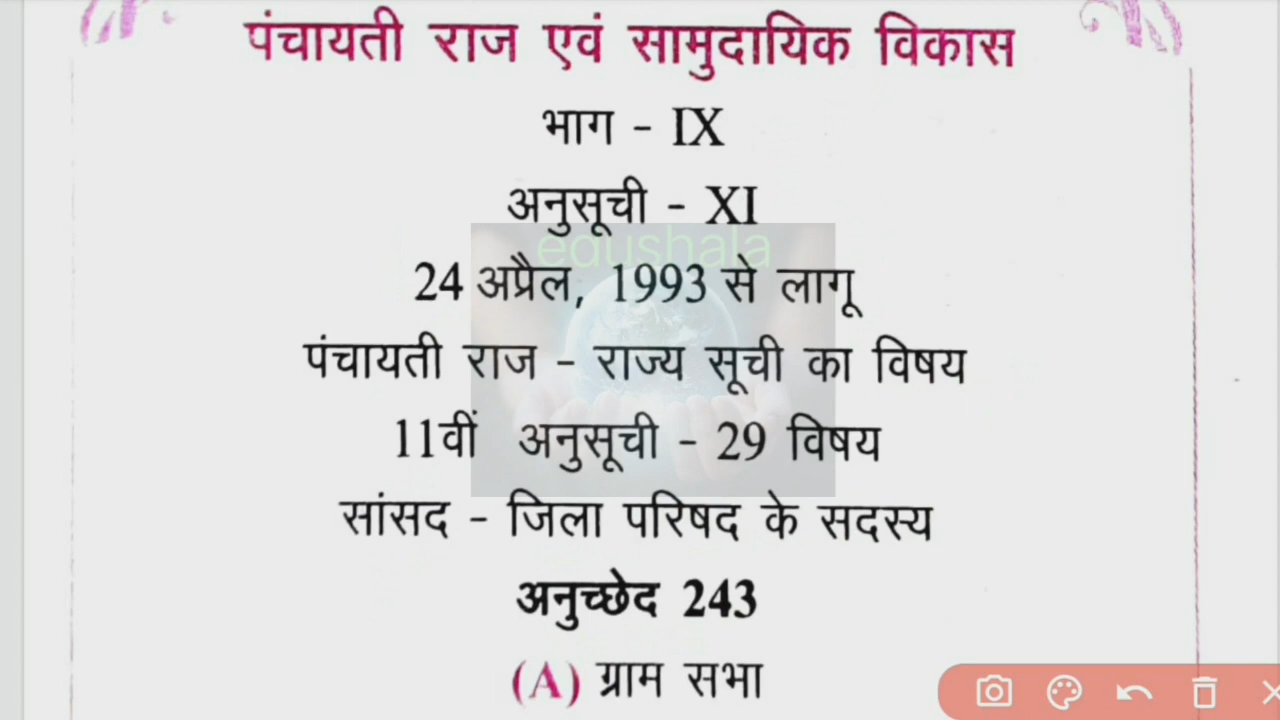 पंचायती राज एवं सामुदायिक विकास
भाग - IX
अनुसूची - XI
edushala
24 अप्रैल, 1993 से लागू
पंचायती राज - राज्य सूची का विषय
11वीं अनुसूची - 29 विषय
सांसद - जिला परिषद के सदस्य
अनुच्छेद 243
(A) ग्राम सभा